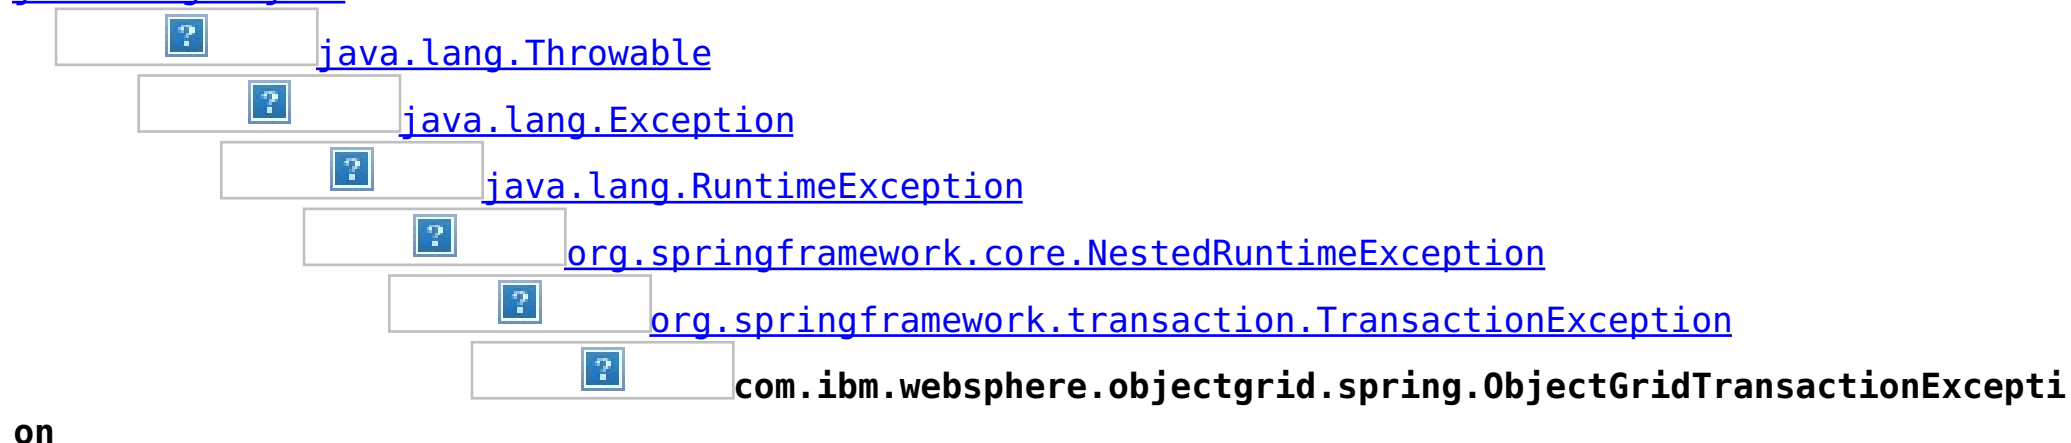 java.lang.Throwable
java.lang.Exception
java.lang.RuntimeException
org.springframework.core.NestedRuntimeException
org.springframework.transaction.TransactionException
com.ibm.websphere.objectgrid.spring.ObjectGridTransactionExcepti
on